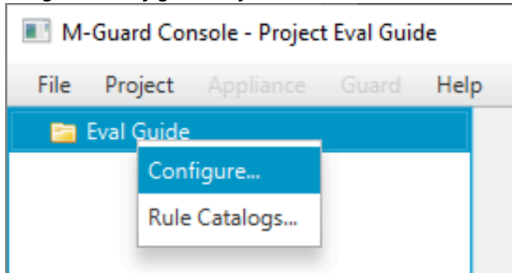 M-Guard Console - Project Eval Guide
File Project Appliance Guard Help
Eval Guide
Configure...
Rule Catalogs...